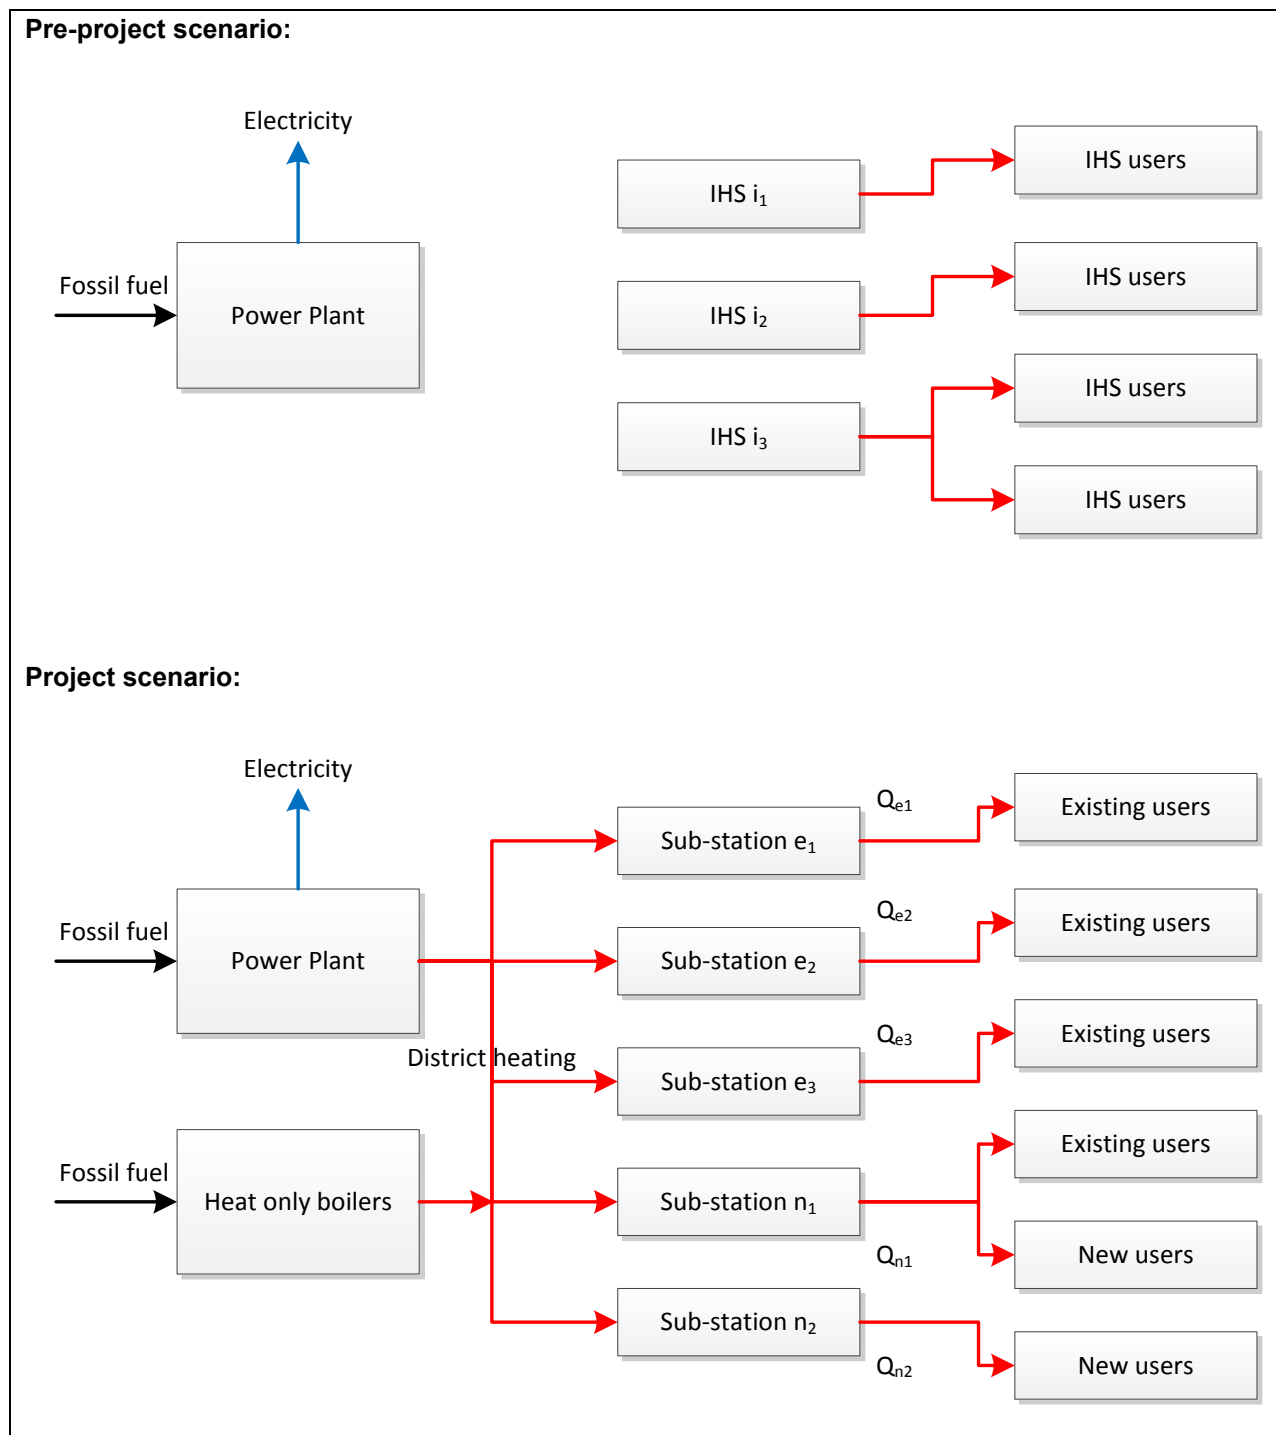 Pre-project scenario:
Electricity
Fossil fuel
Power Plant
IHS i₁
IHS users
IHS i₂
IHS users
IHS i₃
IHS users
IHS users
Project scenario:
Electricity
Fossil fuel
Power Plant
District heating
Fossil fuel
Heat only boilers
Sub-station e₁
Qₑ₁
Existing users
Sub-station e₂
Qₑ₂
Existing users
Sub-station e₃
Qₑ₃
Existing users
Sub-station n₁
Qₙ₁
Existing users
New users
Sub-station n₂
Qₙ₂
New users